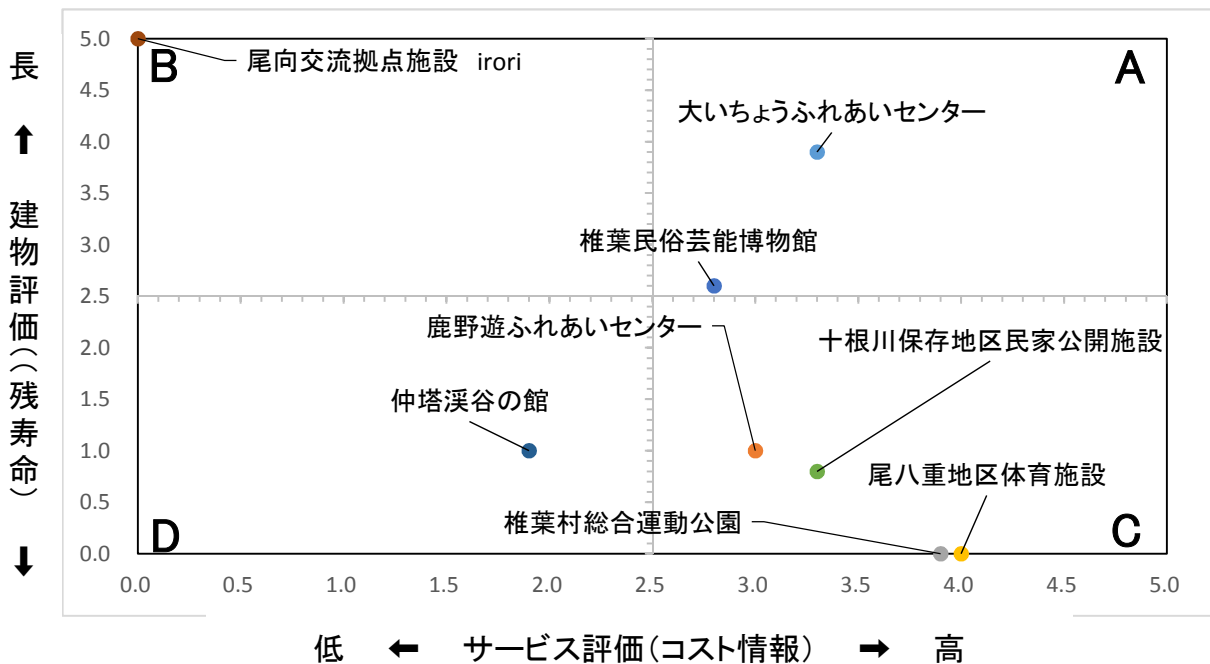 長 ⬆ 建物評価((残寿命) ⬇
5.0
4.5
4.0
3.5
3.0
2.5
2.0
1.5
1.0
0.5
0.0
B
A
尾向交流拠点施設 irori
大いちょうふれあいセンター
椎葉民俗芸能博物館
鹿野遊ふれあいセンター
十根川保存地区民家公開施設
仲塔渓谷の館
尾八重地区体育施設
椎葉村総合運動公園
D
C
0.0 0.5 1.0 1.5 2.0 2.5 3.0 3.5 4.0 4.5 5.0
低 ⬅ サービス評価(コスト情報) ➡ 高